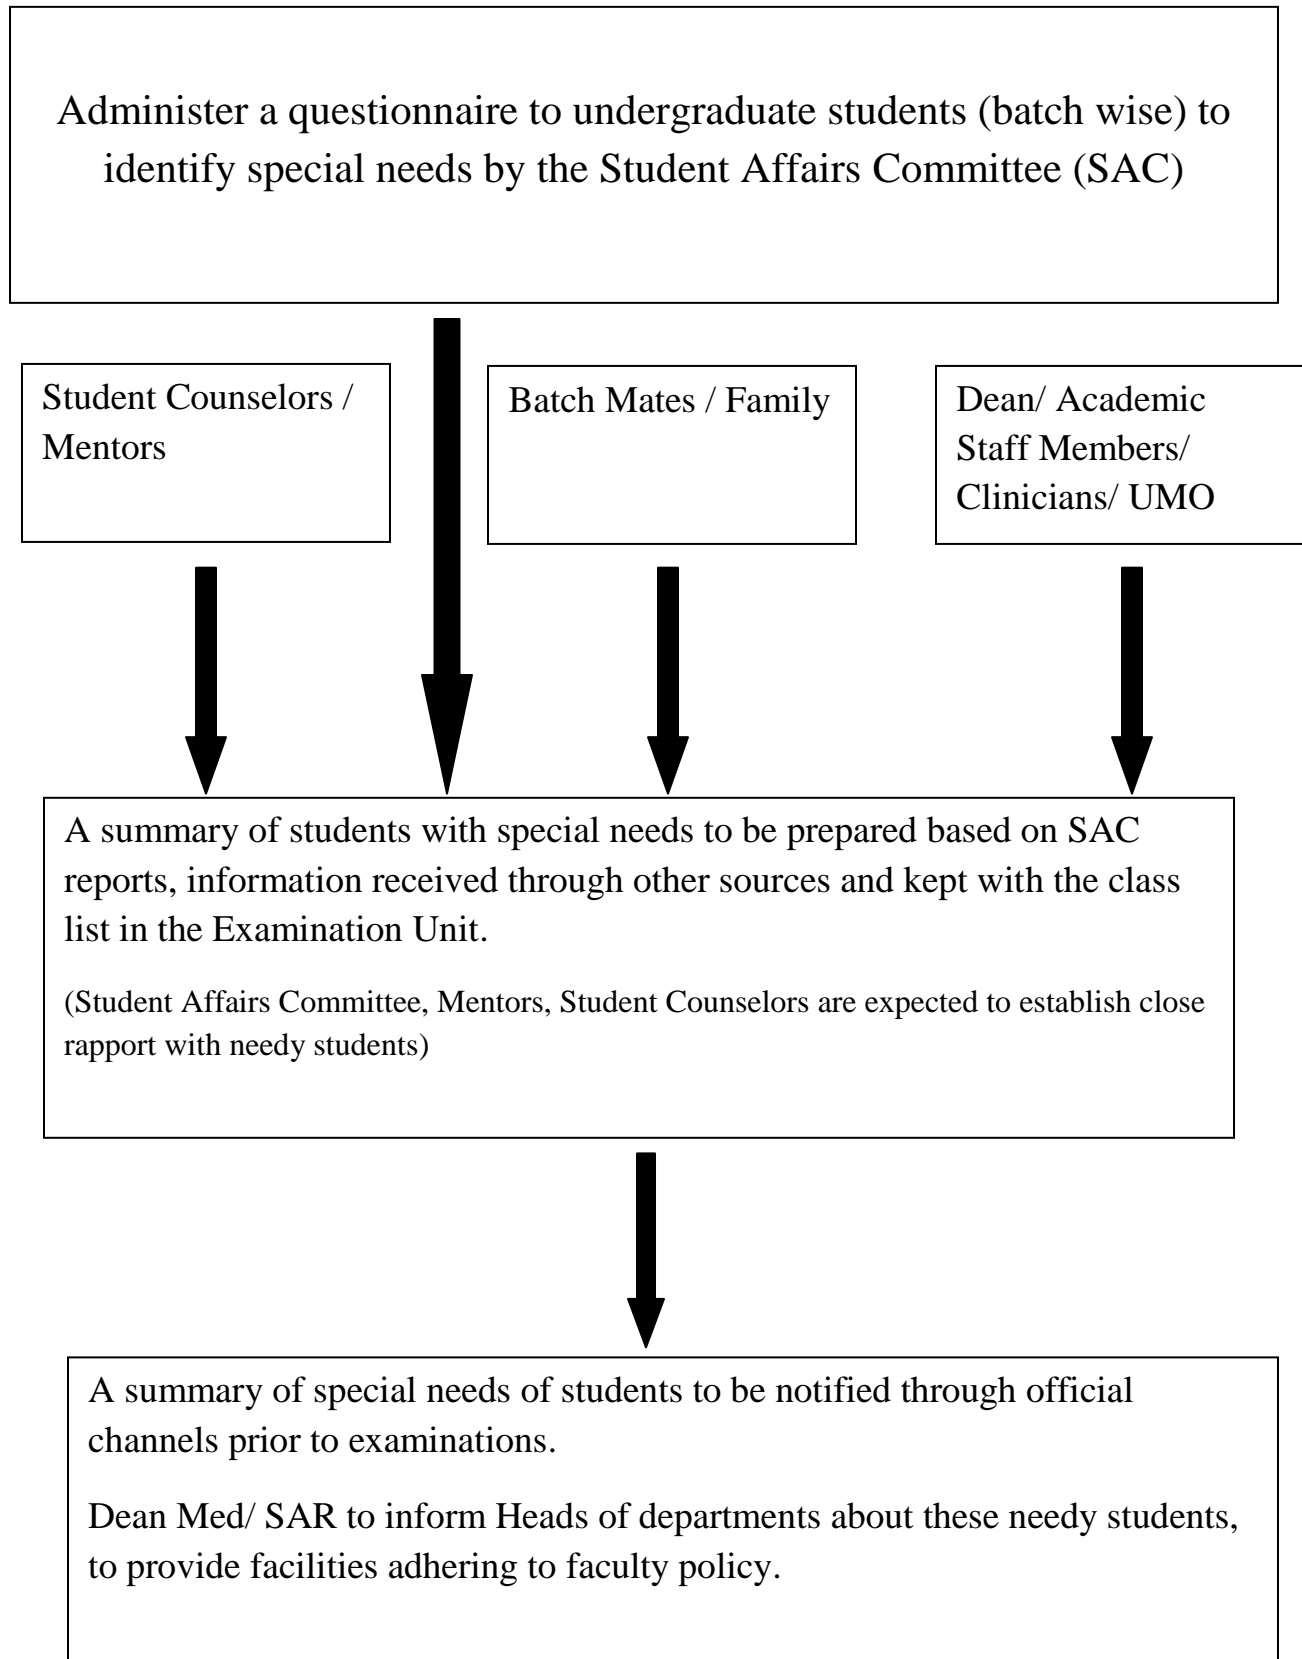 Administer a questionnaire to undergraduate students (batch wise) to
identify special needs by the Student Affairs Committee (SAC)
Student Counselors /
Mentors
Batch Mates / Family
Dean/ Academic
Staff Members/
Clinicians/ UMO
A summary of students with special needs to be prepared based on SAC
reports, information received through other sources and kept with the class
list in the Examination Unit.
(Student Affairs Committee, Mentors, Student Counselors are expected to establish close
rapport with needy students)
A summary of special needs of students to be notified through official
channels prior to examinations.
Dean Med/ SAR to inform Heads of departments about these needy students,
to provide facilities adhering to faculty policy.